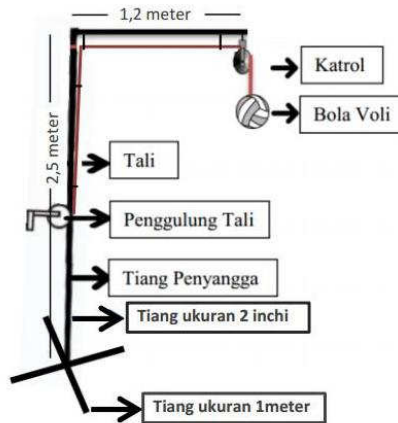 1,2 meter
Katrol
Bola Voli
2,5 meter
Tali
Penggulung Tali
Tiang Penyangga
Tiang ukuran 2 inchi
Tiang ukuran 1meter